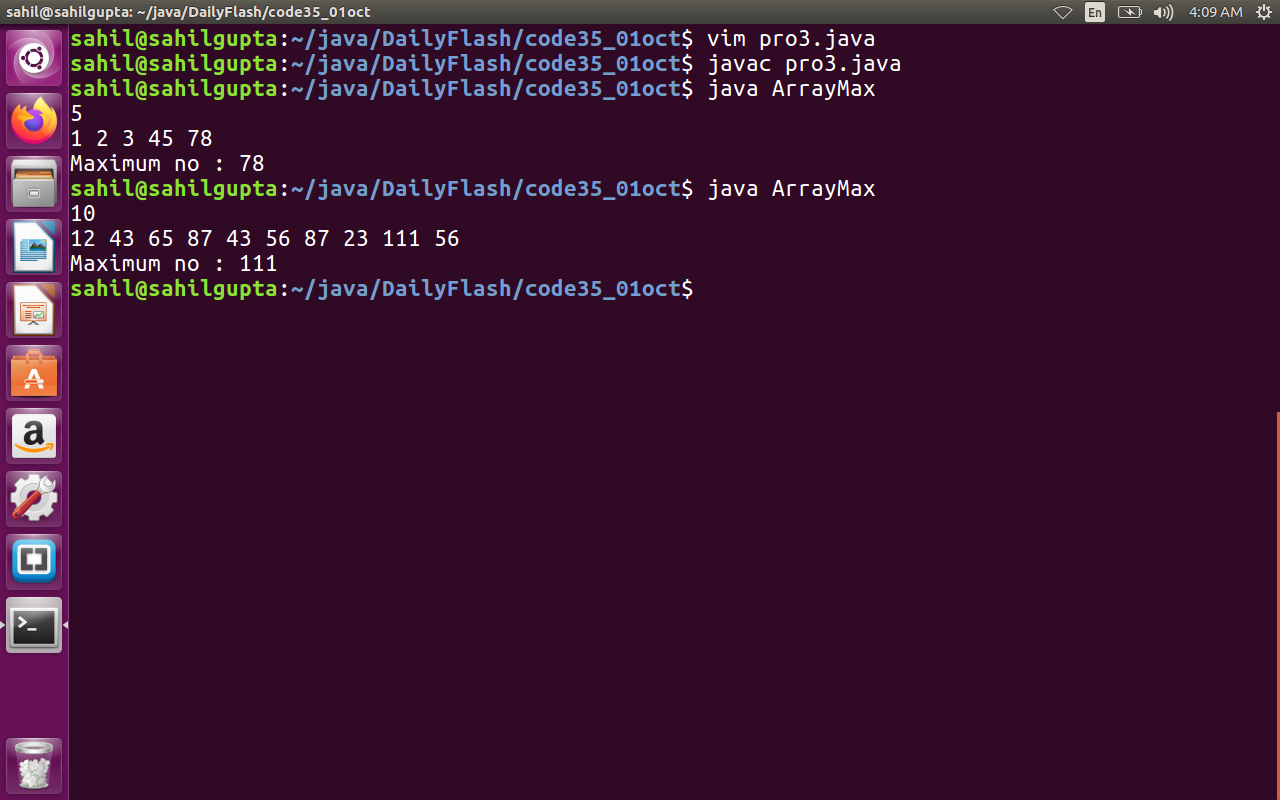 sahil@sahilgupta: ~/java/DailyFlash/code35_01oct
En
4:09 AM
sahil@sahilgupta:~/java/DailyFlash/code35_01oct$ vim pro3.java
sahil@sahilgupta:~/java/DailyFlash/code35_01oct$ javac pro3.java
sahil@sahilgupta:~/java/DailyFlash/code35_01oct$ java ArrayMax
5
1 2 3 45 78
Maximum no : 78
sahil@sahilgupta:~/java/DailyFlash/code35_01oct$ java ArrayMax
10
12 43 65 87 43 56 87 23 111 56
Maximum no : 111
sahil@sahilgupta:~/java/DailyFlash/code35_01oct$